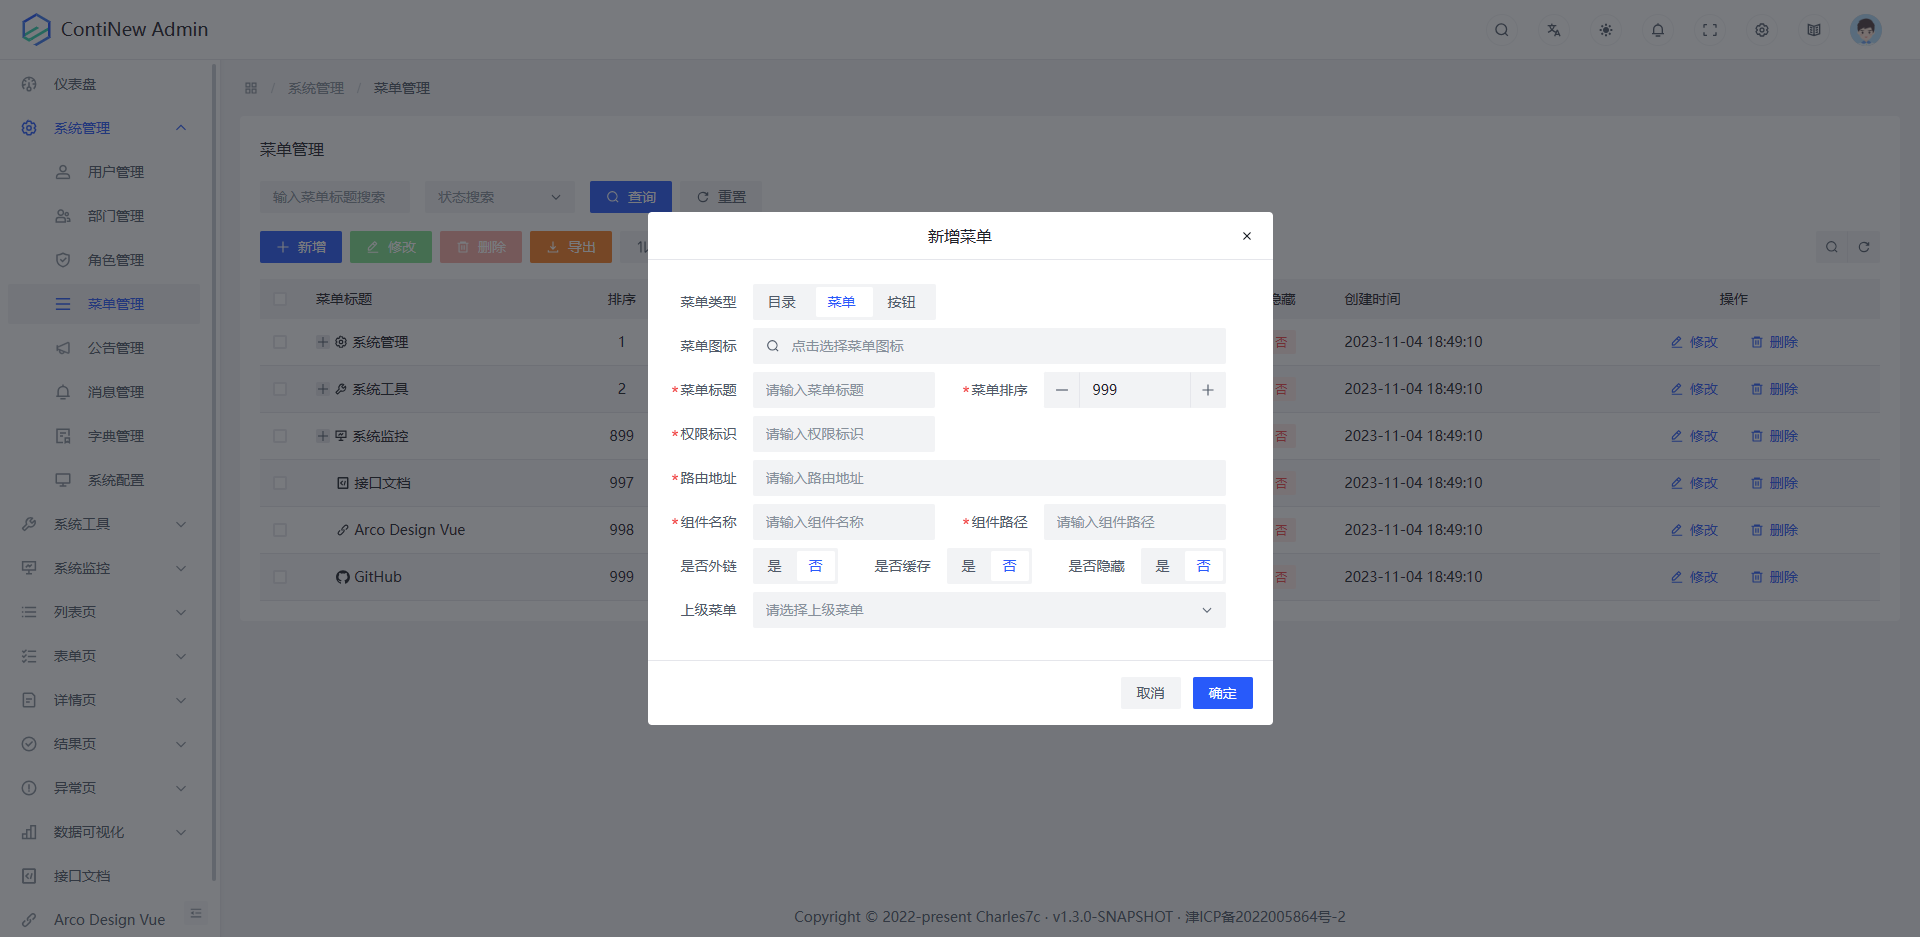 ContiNew Admin
仪表盘
系统管理
用户管理
部门管理
角色管理
菜单管理
公告管理
消息管理
字典管理
系统配置
系统工具
系统监控
列表页
表单页
详情页
结果页
异常页
数据可视化
接口文档
Arco Design Vue
/ 系统管理 / 菜单管理
菜单管理
输入菜单标题搜索 状态搜索 查询 重置
新增 修改 删除 导出
菜单标题 排序 创建时间 操作
系统管理 1 否 2023-11-04 18:49:10 修改 删除
系统工具 2 否 2023-11-04 18:49:10 修改 删除
系统监控 899 否 2023-11-04 18:49:10 修改 删除
接口文档 997 否 2023-11-04 18:49:10 修改 删除
Arco Design Vue 998 否 2023-11-04 18:49:10 修改 删除
GitHub 999 否 2023-11-04 18:49:10 修改 删除
新增菜单
菜单类型 目录 菜单 按钮
菜单图标 点击选择菜单图标
*菜单标题 请输入菜单标题 *菜单排序 999
*权限标识 请输入权限标识
*路由地址 请输入路由地址
*组件名称 请输入组件名称 *组件路径 请输入组件路径
是否外链 是 否 是否缓存 是 否 是否隐藏 是 否
上级菜单 请选择上级菜单
取消 确定
Copyright © 2022-present Charles7c · v1.3.0-SNAPSHOT · 津ICP备2022005864号-2